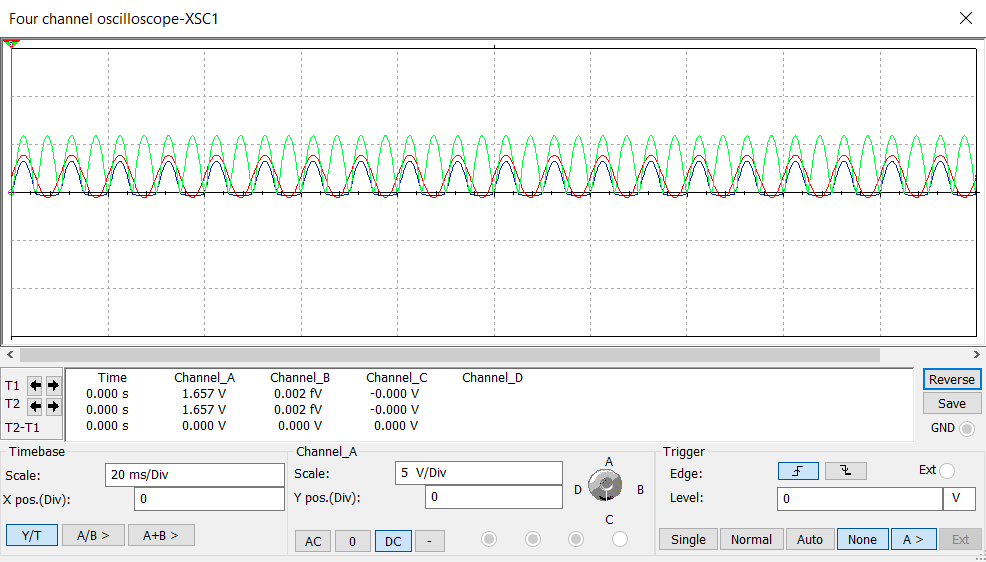 Four channel oscilloscope-XSC1
Time Channel_A Channel_B Channel_C Channel_D
T1 0.000 s 1.657 V 0.002 fV -0.000 V
T2 0.000 s 1.657 V 0.002 fV -0.000 V
T2-T1 0.000 s 0.000 V 0.000 V 0.000 V
Reverse
Save
GND
Timebase
Scale: 20 ms/Div
X pos.(Div): 0
Y/T A/B > A+B >
Channel_A
Scale: 5 V/Div
Y pos.(Div): 0
AC 0 DC -
A
D B
C
Trigger
Edge: Ext
Level: 0 V
Single Normal Auto None A > Ext